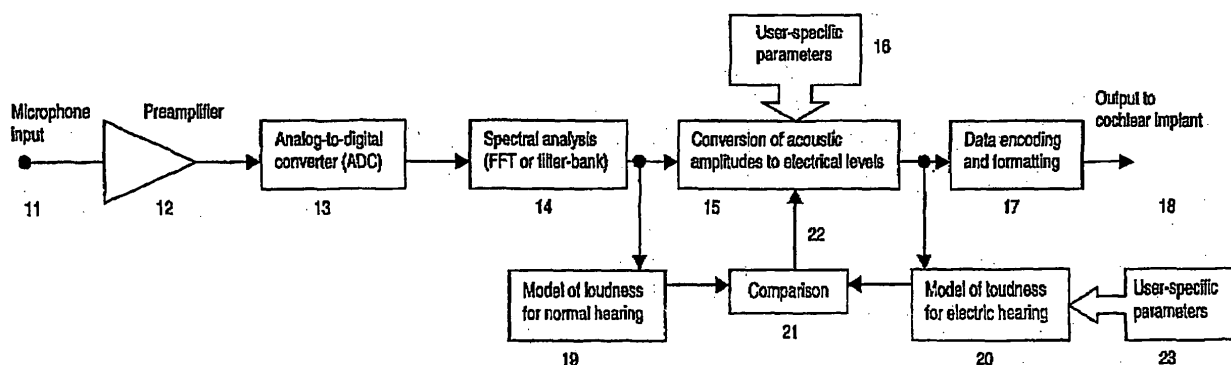 User-specific
parameters
16
Microphone
input
Preamplifier
Output to
cochlear implant
Analog-to-digital
converter (ADC)
Spectral analysis
(FFT or filter-bank)
Conversion of acoustic
amplitudes to electrical levels
Data encoding
and formatting
11
12
13
14
15
22
17
18
Model of loudness
for normal hearing
Comparison
Model of loudness
for electric hearing
User-specific
parameters
19
21
20
23